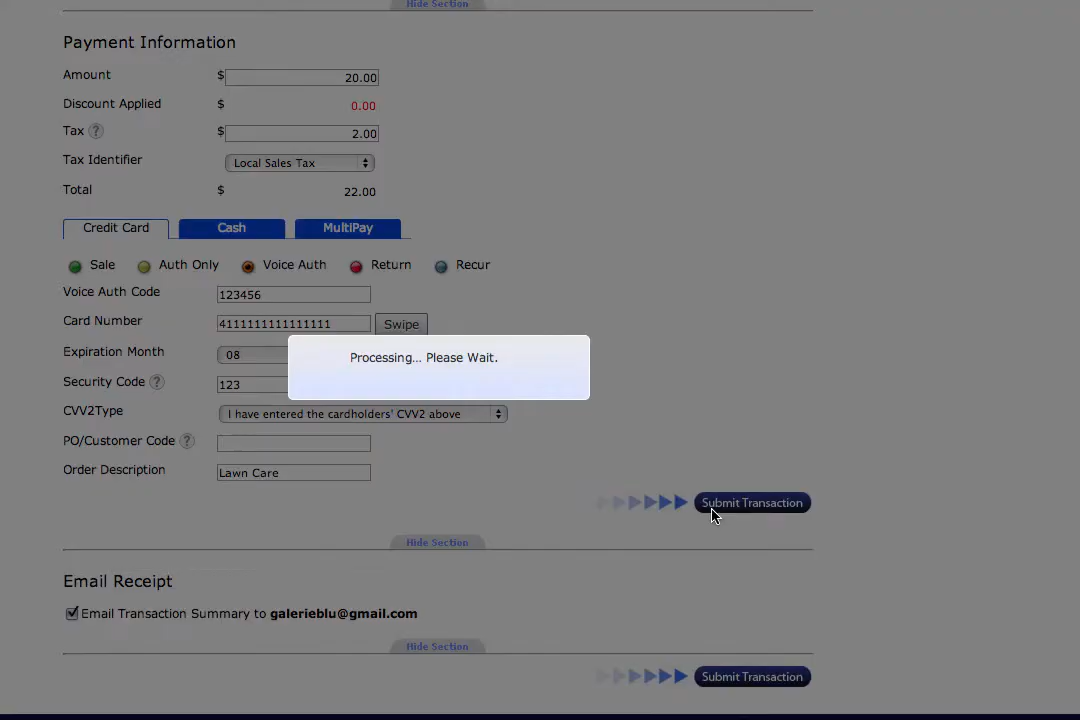 Hide Section
Payment Information
Amount $ 20.00
Discount Applied $ 0.00
Tax ? $ 2.00
Tax Identifier Local Sales Tax
Total $ 22.00
Credit Card Cash MultiPay
Sale Auth Only Voice Auth Return Recur
Voice Auth Code 123456
Card Number 4111111111111111 Swipe
Expiration Month 08
Processing... Please Wait.
Security Code ? 123
CVV2Type I have entered the cardholders' CVV2 above
PO/Customer Code ?
Order Description Lawn Care
Submit Transaction
Hide Section
Email Receipt
Email Transaction Summary to galerieblu@gmail.com
Hide Section
Submit Transaction